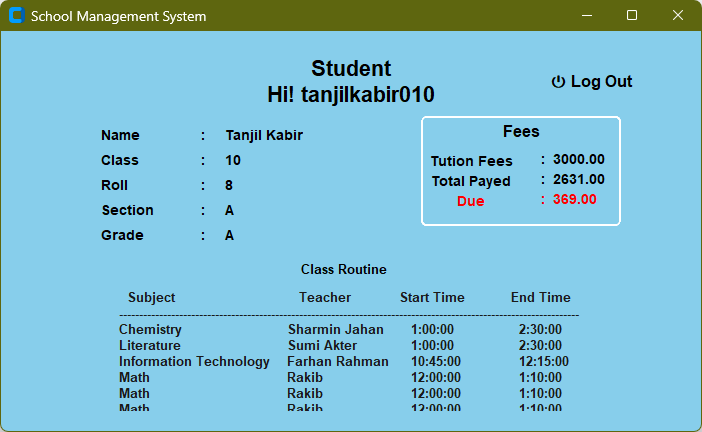 School Management System
Student
Hi! tanjilkabir010
Log Out
Name : Tanjil Kabir
Class : 10
Roll : 8
Section : A
Grade : A
Fees
Tution Fees : 3000.00
Total Payed : 2631.00
Due : 369.00
Class Routine
Subject Teacher Start Time End Time
Chemistry Sharmin Jahan 1:00:00 2:30:00
Literature Sumi Akter 1:00:00 2:30:00
Information Technology Farhan Rahman 10:45:00 12:15:00
Math Rakib 12:00:00 1:10:00
Math Rakib 12:00:00 1:10:00
Math Rakib 12:00:00 1:10:00